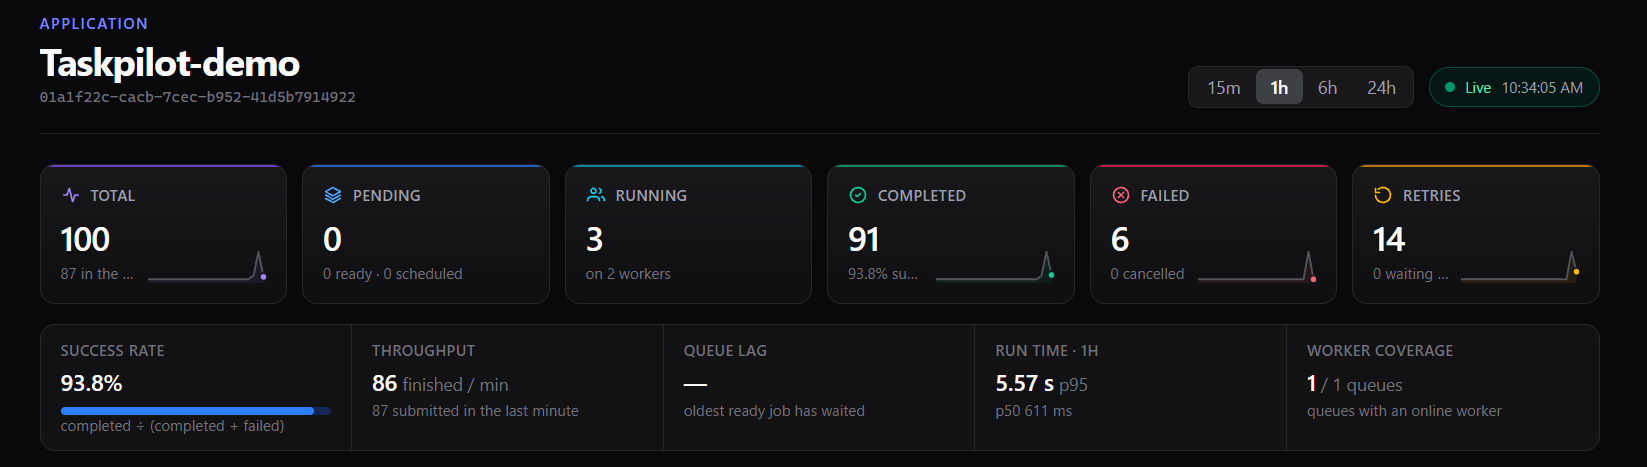 APPLICATION
Taskpilot-demo
01a1f22c-cacb-7cec-b952-41d5b7914922
15m 1h 6h 24h
Live 10:34:05 AM
TOTAL
100
87 in the ...
PENDING
0
0 ready · 0 scheduled
RUNNING
3
on 2 workers
COMPLETED
91
93.8% su...
FAILED
6
0 cancelled
RETRIES
14
0 waiting ...
SUCCESS RATE
93.8%
completed ÷ (completed + failed)
THROUGHPUT
86 finished / min
87 submitted in the last minute
QUEUE LAG
—
oldest ready job has waited
RUN TIME · 1H
5.57 s p95
p50 611 ms
WORKER COVERAGE
1 / 1 queues
queues with an online worker